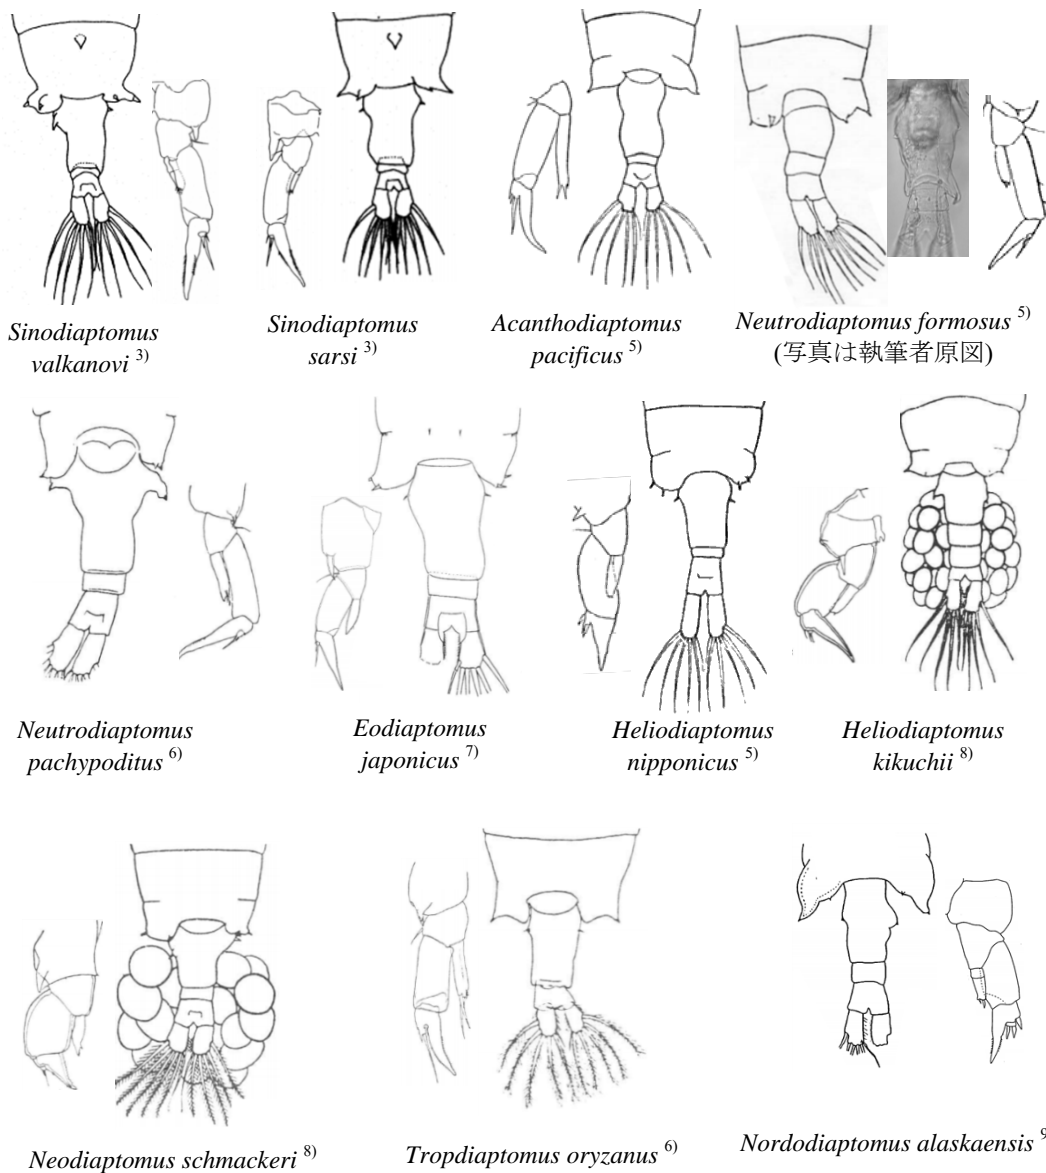 Sinodiaptomus
valkanovi 3)
Sinodiaptomus
sarsi 3)
Acanthodiaptomus
pacificus 5)
Neutrodiaptomus formosus 5)
(写真は執筆者原図)
Neutrodiaptomus
pachypoditus 6)
Eodiaptomus
japonicus 7)
Heliodiaptomus
nipponicus 5)
Heliodiaptomus
kikuchii 8)
Neodiaptomus schmackeri 8)
Tropdiaptomus oryzanus 6)
Nordodiaptomus alaskaensis 9